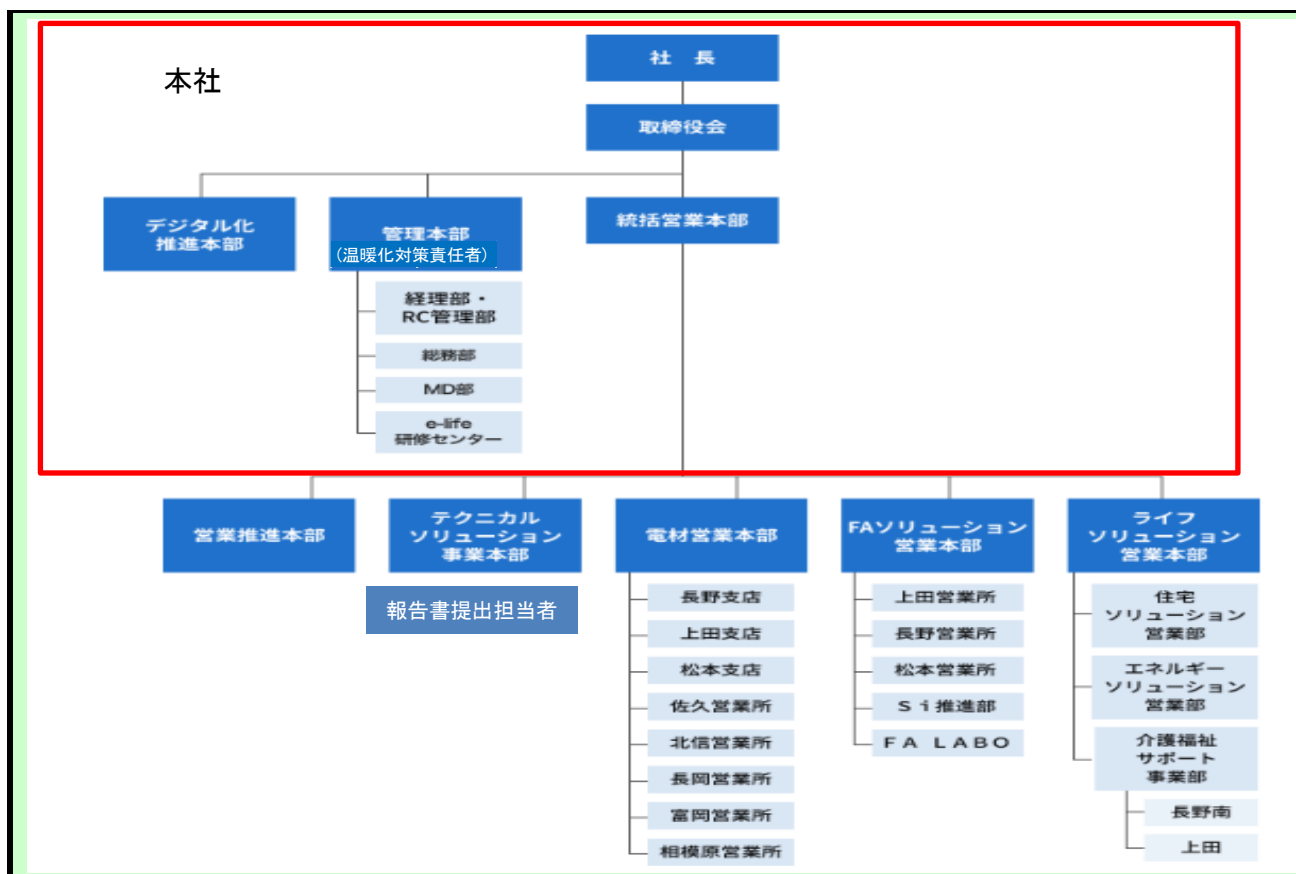 本社
社 長
取締役会
デジタル化
推進本部
管理本部
(温暖化対策責任者)
統括営業本部
経理部・
RC管理部
総務部
MD部
e-life
研修センター
営業推進本部
テクニカル
ソリューション
事業本部
報告書提出担当者
電材営業本部
長野支店
上田支店
松本支店
佐久営業所
北信営業所
長岡営業所
富岡営業所
相模原営業所
FAソリューション
営業本部
上田営業所
長野営業所
松本営業所
Ｓｉ推進部
ＦＡ ＬＡＢＯ
ライフ
ソリューション
営業本部
住宅
ソリューション
営業部
エネルギー
ソリューション
営業部
介護福祉
サポート
事業部
長野南
上田